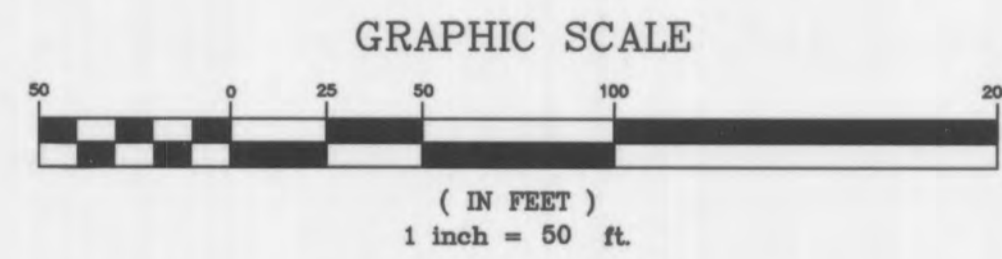 GRAPHIC SCALE
50 0 25 50 100 20
( IN FEET )
1 inch = 50 ft.